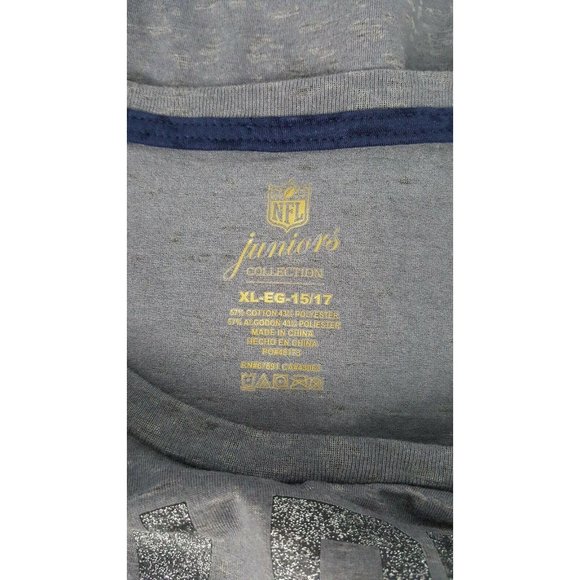 NFL
juniors
COLLECTION
XL-EG-15/17
57% COTTON 43% POLYESTER
57% ALGODON 43% POLIESTER
MADE IN CHINA
HECHO EN CHINA